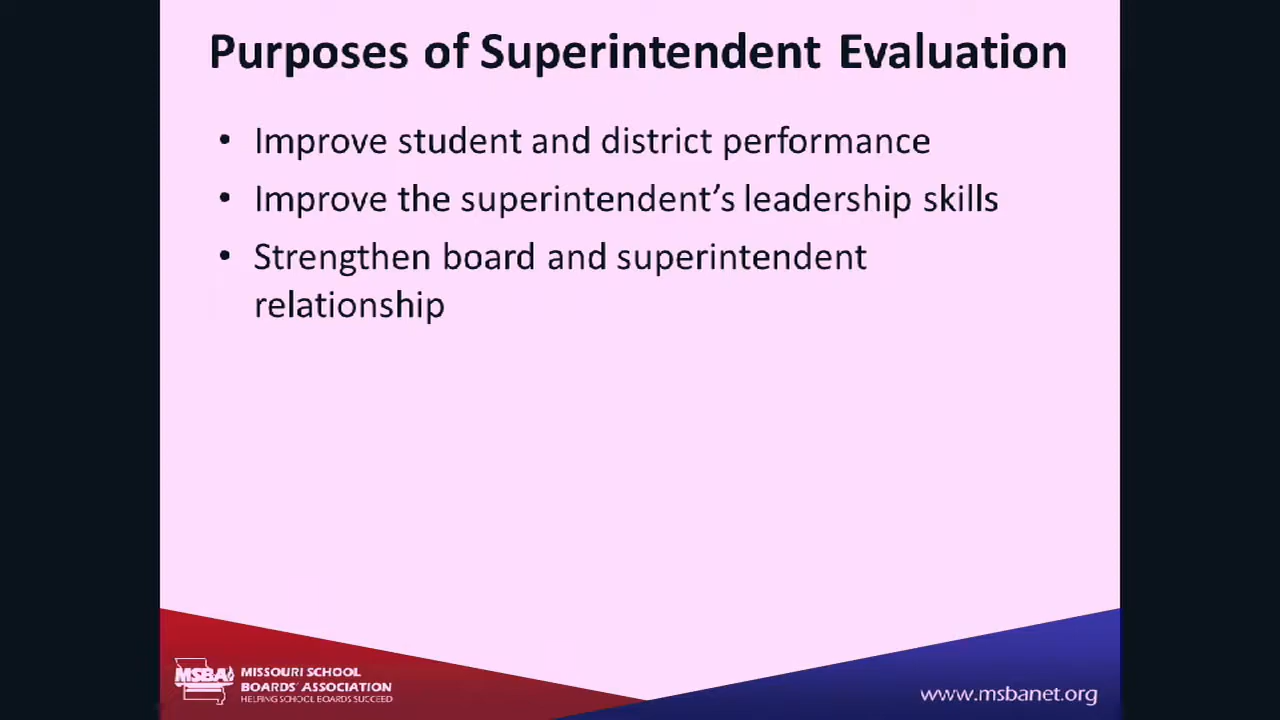 Purposes of Superintendent Evaluation
• Improve student and district performance
• Improve the superintendent’s leadership skills
• Strengthen board and superintendent
relationship
MSBA
MISSOURI SCHOOL
BOARDS' ASSOCIATION
HELPING SCHOOL BOARDS SUCCEED
www.msbanet.org